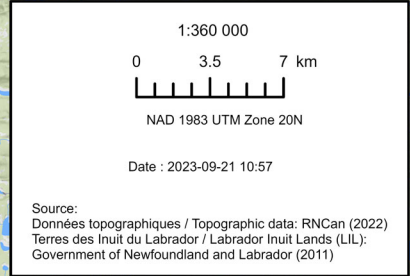 1:360 000
0 3.5 7 km
NAD 1983 UTM Zone 20N
Date : 2023-09-21 10:57
Source:
Données topographiques / Topographic data: RNCan (2022)
Terres des Inuit du Labrador / Labrador Inuit Lands (LIL):
Government of Newfoundland and Labrador (2011)